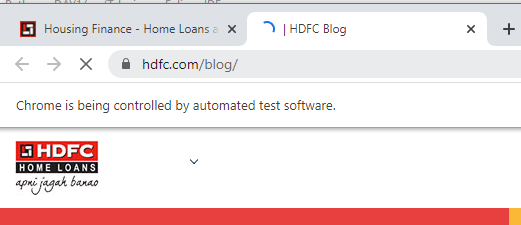 Housing Finance - Home Loans a
| HDFC Blog
hdfc.com/blog/
Chrome is being controlled by automated test software.
HDFC
HOME LOANS
apni jagah banao